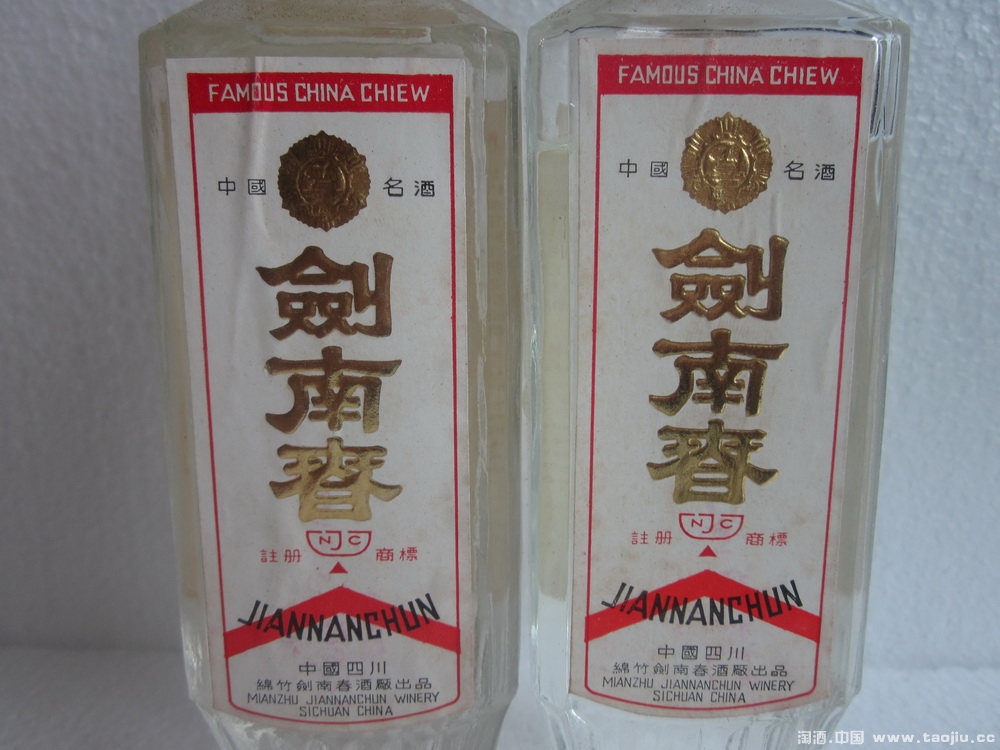 FAMOUS CHINA CHIEW
中國 名酒
劍南春
NJC
註册 商標
JIANNANCHUN
中國四川
綿竹劍南春酒廠出品
MIANZHU JIANNANCHUN WINERY
SICHUAN CHINA
FAMOUS CHINA CHIEW
中國 名酒
劍南春
NJC
註册 商標
JIANNANCHUN
中國四川
綿竹劍南春酒廠出品
MIANZHU JIANNANCHUN WINERY
SICHUAN CHINA
淘酒.中国 www.taojiu.cc